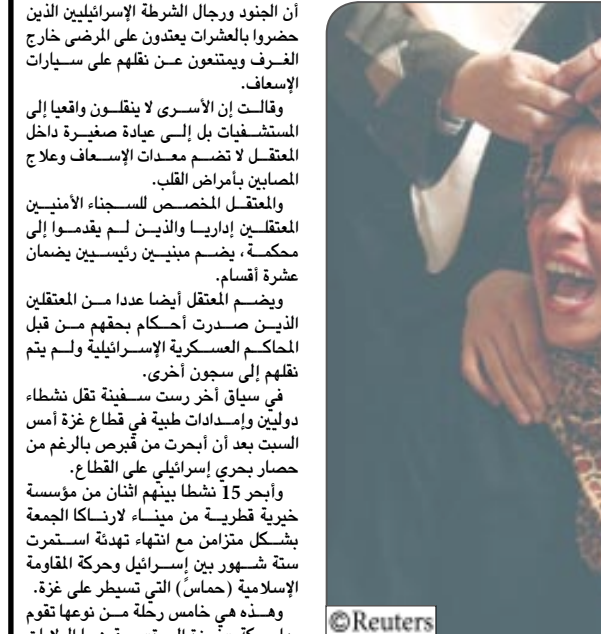 أن الجنود ورجال الشرطة الإسرائيليين الذين
حضروا بالعشرات يعتدون على المرضى خارج
الغرف ويمتنعون عن نقلهم على سيارات
الإسعاف.
وقالت إن الأسرى لا ينقلون واقعيا إلى
المستشفيات بل إلى عيادة صغيرة داخل
المعتقل لا تضم معدات الإسعاف وعلاج
المصابين بأمراض القلب.
والمعتقل المخصص للسجناء الأمنيين
المعتقلين إداريا والذين لم يقدموا إلى
محكمة، يضم مبنيين رئيسيين يضمان
عشرة أقسام.
ويضم المعتقل أيضا عددا من المعتقلين
الذين صدرت أحكام بحقهم من قبل
المحاكم العسكرية الإسرائيلية ولم يتم
نقلهم إلى سجون أخرى.
في سياق أخر رست سفينة تقل نشطاء
دوليين وإمدادات طبية في قطاع غزة أمس
السبت بعد أن أبحرت من قبرص بالرغم من
حصار بحري إسرائيلي على القطاع.
وأبحر 15 نشطا بينهم اثنان من مؤسسة
خيرية قطرية من ميناء لارناكا الجمعة
بشكل متزامن مع انتهاء تهدئة استمرت
ستة شهور بين إسرائيل وحركة المقاومة
الإسلامية (حماس) التي تسيطر على غزة.
وهذه هي خامس رحلة من نوعها تقوم
©Reuters